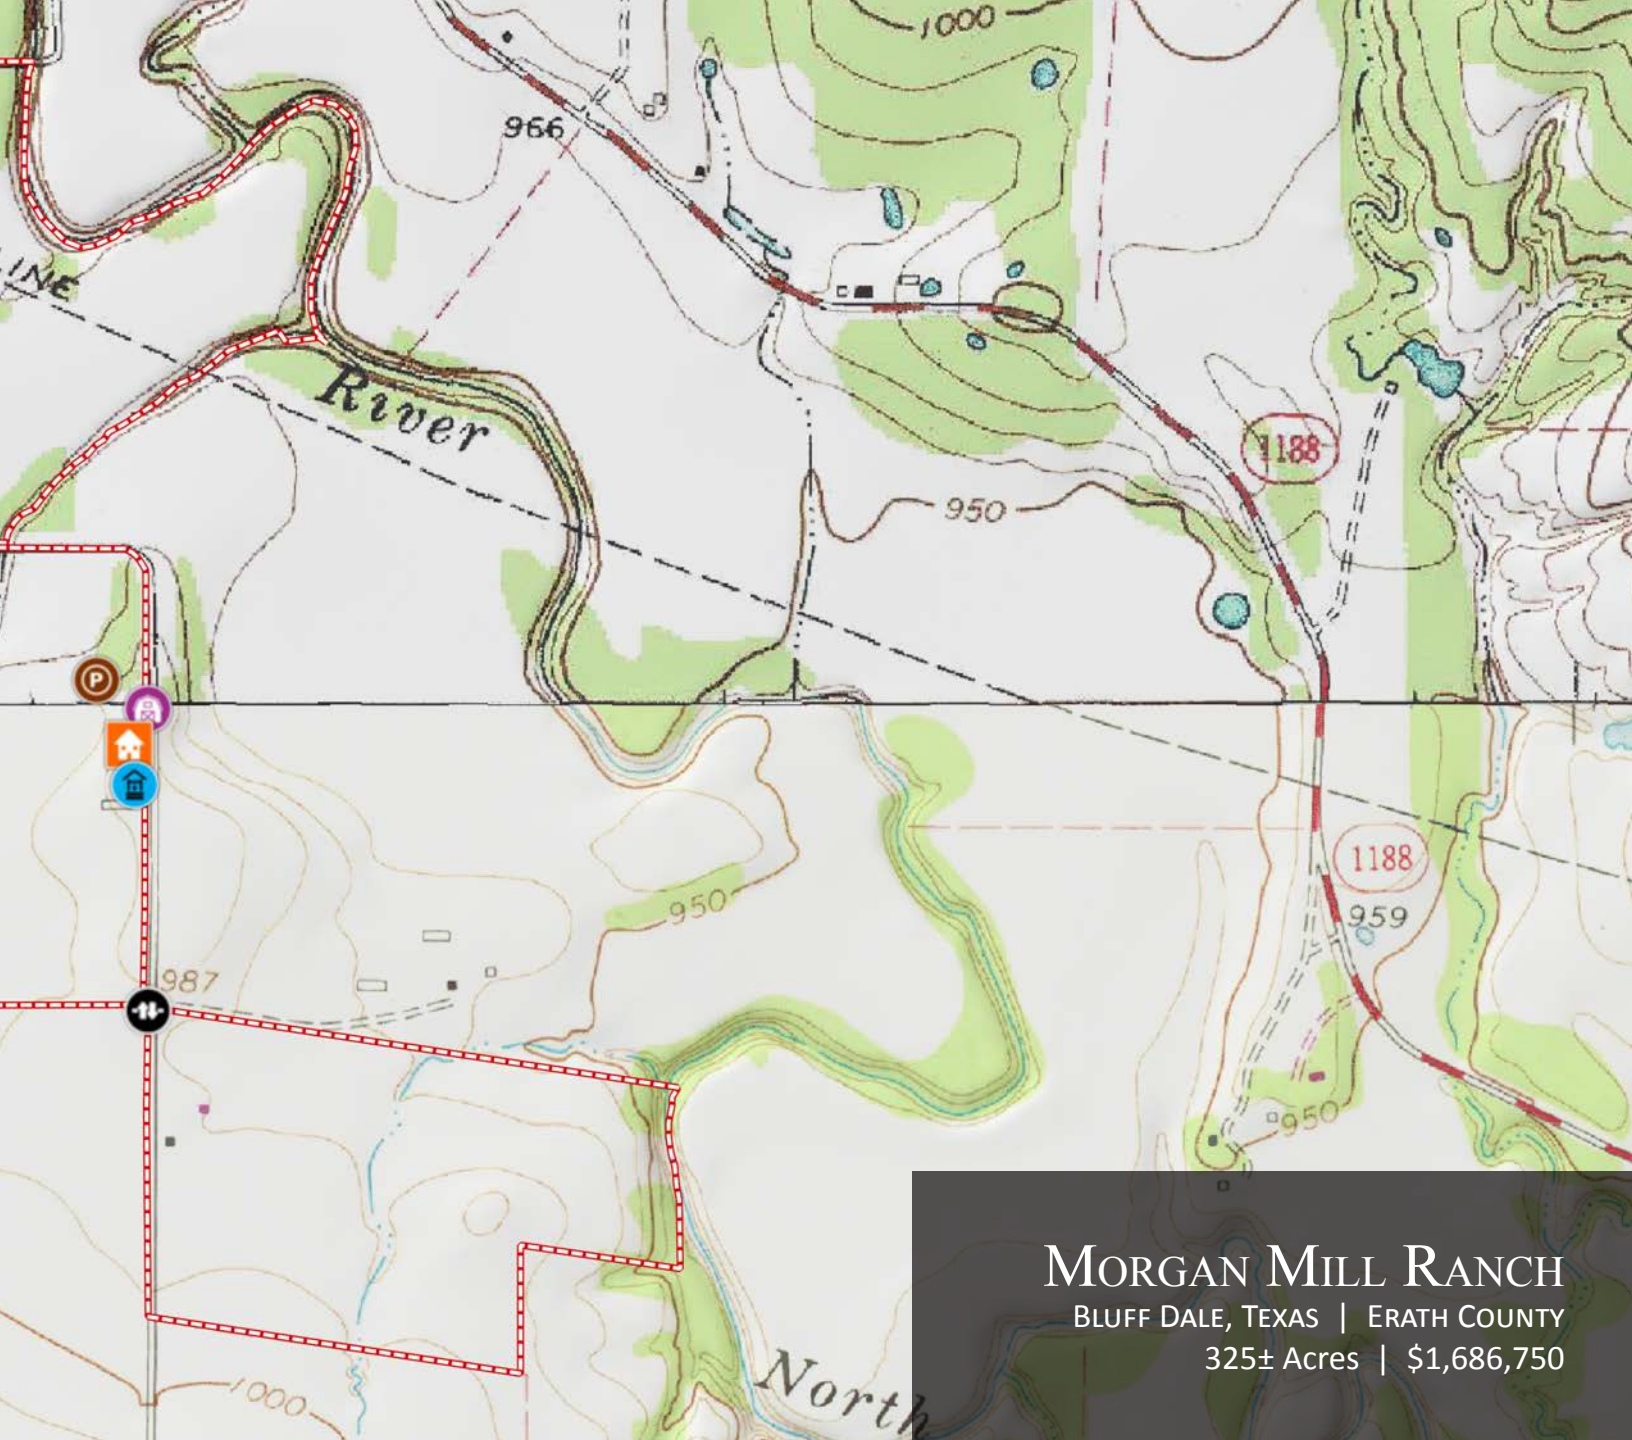 1000
966
INE
River
1188
950
P
1188
950
959
987
950
1000
North
MORGAN MILL RANCH
BLUFF DALE, TEXAS | ERATH COUNTY
325± Acres | $1,686,750